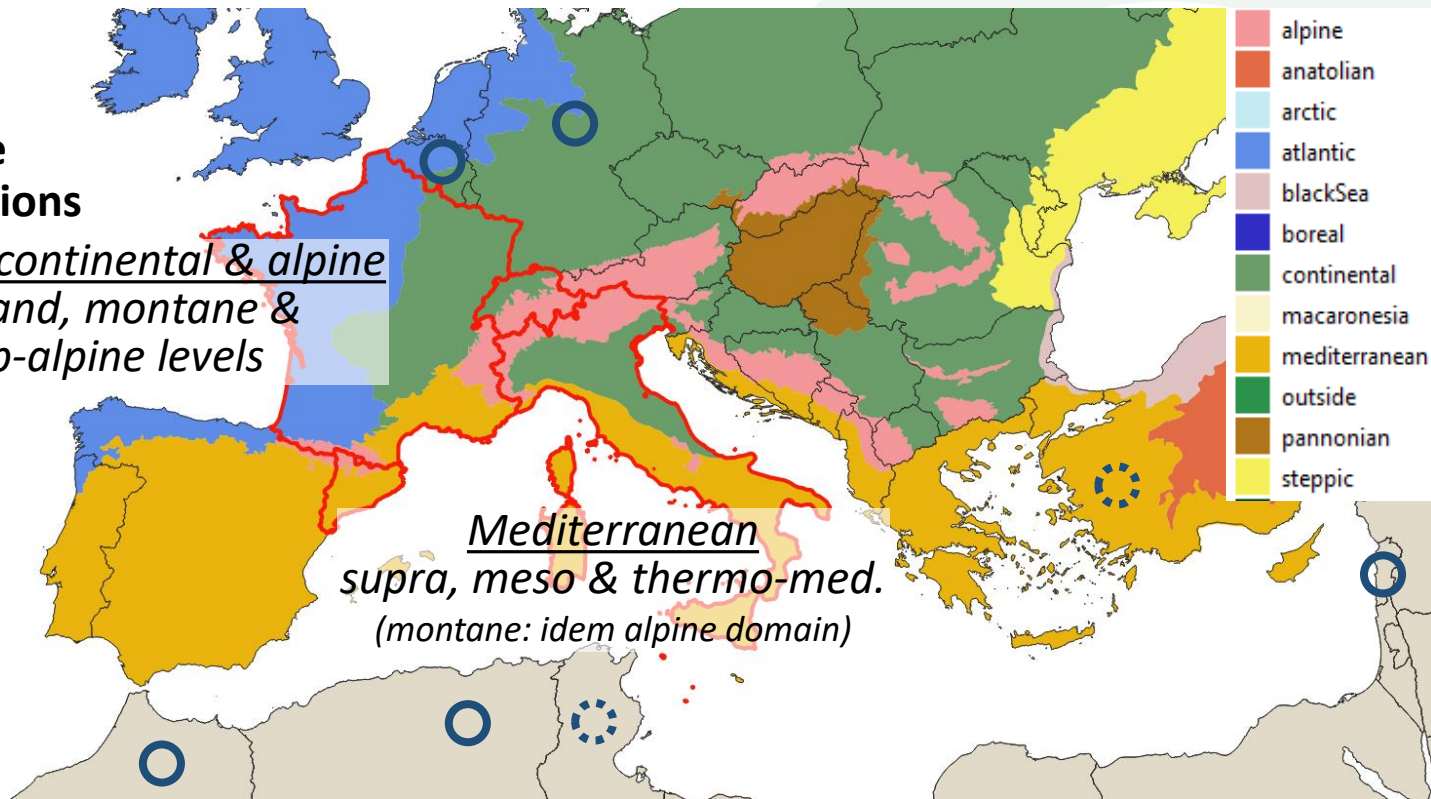 e
ions
continental & alpine
and, montane &
o-alpine levels
Mediterranean
supra, meso & thermo-med.
(montane: idem alpine domain)
alpine
anatolian
arctic
atlantic
blackSea
boreal
continental
macaronesia
mediterranean
outside
pannonian
steppic